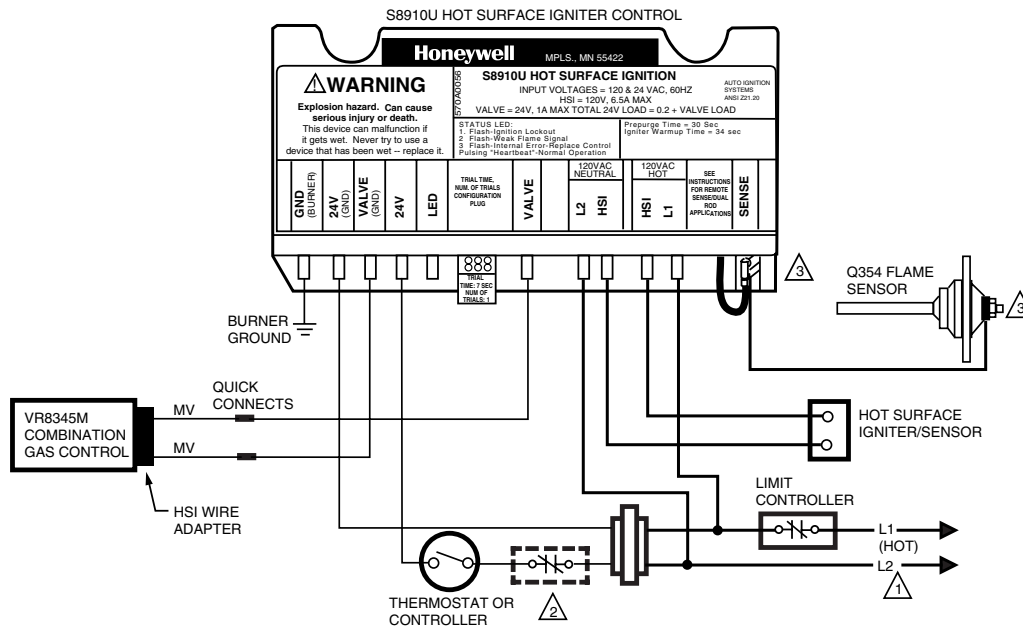 S8910U HOT SURFACE IGNITER CONTROL
Honeywell
MPLS., MN 55422
⚠WARNING
Explosion hazard. Can cause
serious injury or death.
This device can malfunction if
it gets wet. Never try to use a
device that has been wet -- replace it.
570A0056
S8910U HOT SURFACE IGNITION
INPUT VOLTAGES = 120 & 24 VAC, 60HZ
HSI = 120V, 6.5A MAX
VALVE = 24V, 1A MAX TOTAL 24V LOAD = 0.2 + VALVE LOAD
AUTO IGNITION
SYSTEMS
ANSI Z21.20
STATUS LED:
1. Flash-Ignition Lockout
2 Flash-Weak Flame Signal
3 Flash-Internal Error-Replace Control
Pulsing "Heartbeat"-Normal Operation
Prepurge Time = 30 Sec
Igniter Warmup Time = 34 sec
GND
(BURNER)
24V
(GND)
VALVE
(GND)
24V
LED
TRIAL TIME,
NUM. OF TRIALS
CONFIGURATION
PLUG
VALVE
120VAC
NEUTRAL
L2
HSI
120VAC
HOT
HSI
L1
SEE
INSTRUCTIONS
FOR REMOTE
SENSE/DUAL
ROD
APPLICATIONS
SENSE
TRIAL
TIME: 7 SEC
NUM OF
TRIALS: 1
3
Q354 FLAME
SENSOR
3
BURNER
GROUND
QUICK
CONNECTS
MV
MV
VR8345M
COMBINATION
GAS CONTROL
HSI WIRE
ADAPTER
HOT SURFACE
IGNITER/SENSOR
LIMIT
CONTROLLER
L1
(HOT)
L2
1
2
THERMOSTAT OR
CONTROLLER